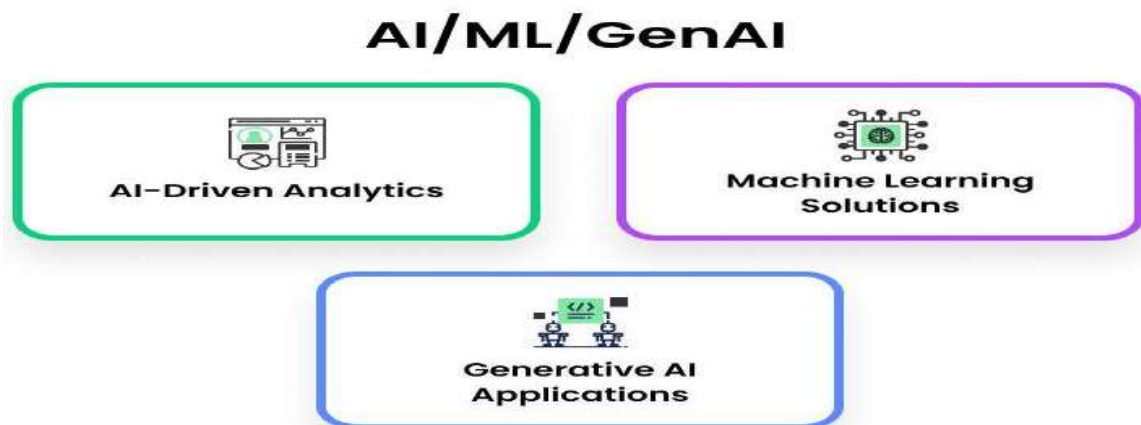 AI/ML/GenAI
AI-Driven Analytics
Machine Learning
Solutions
</>
Generative AI
Applications